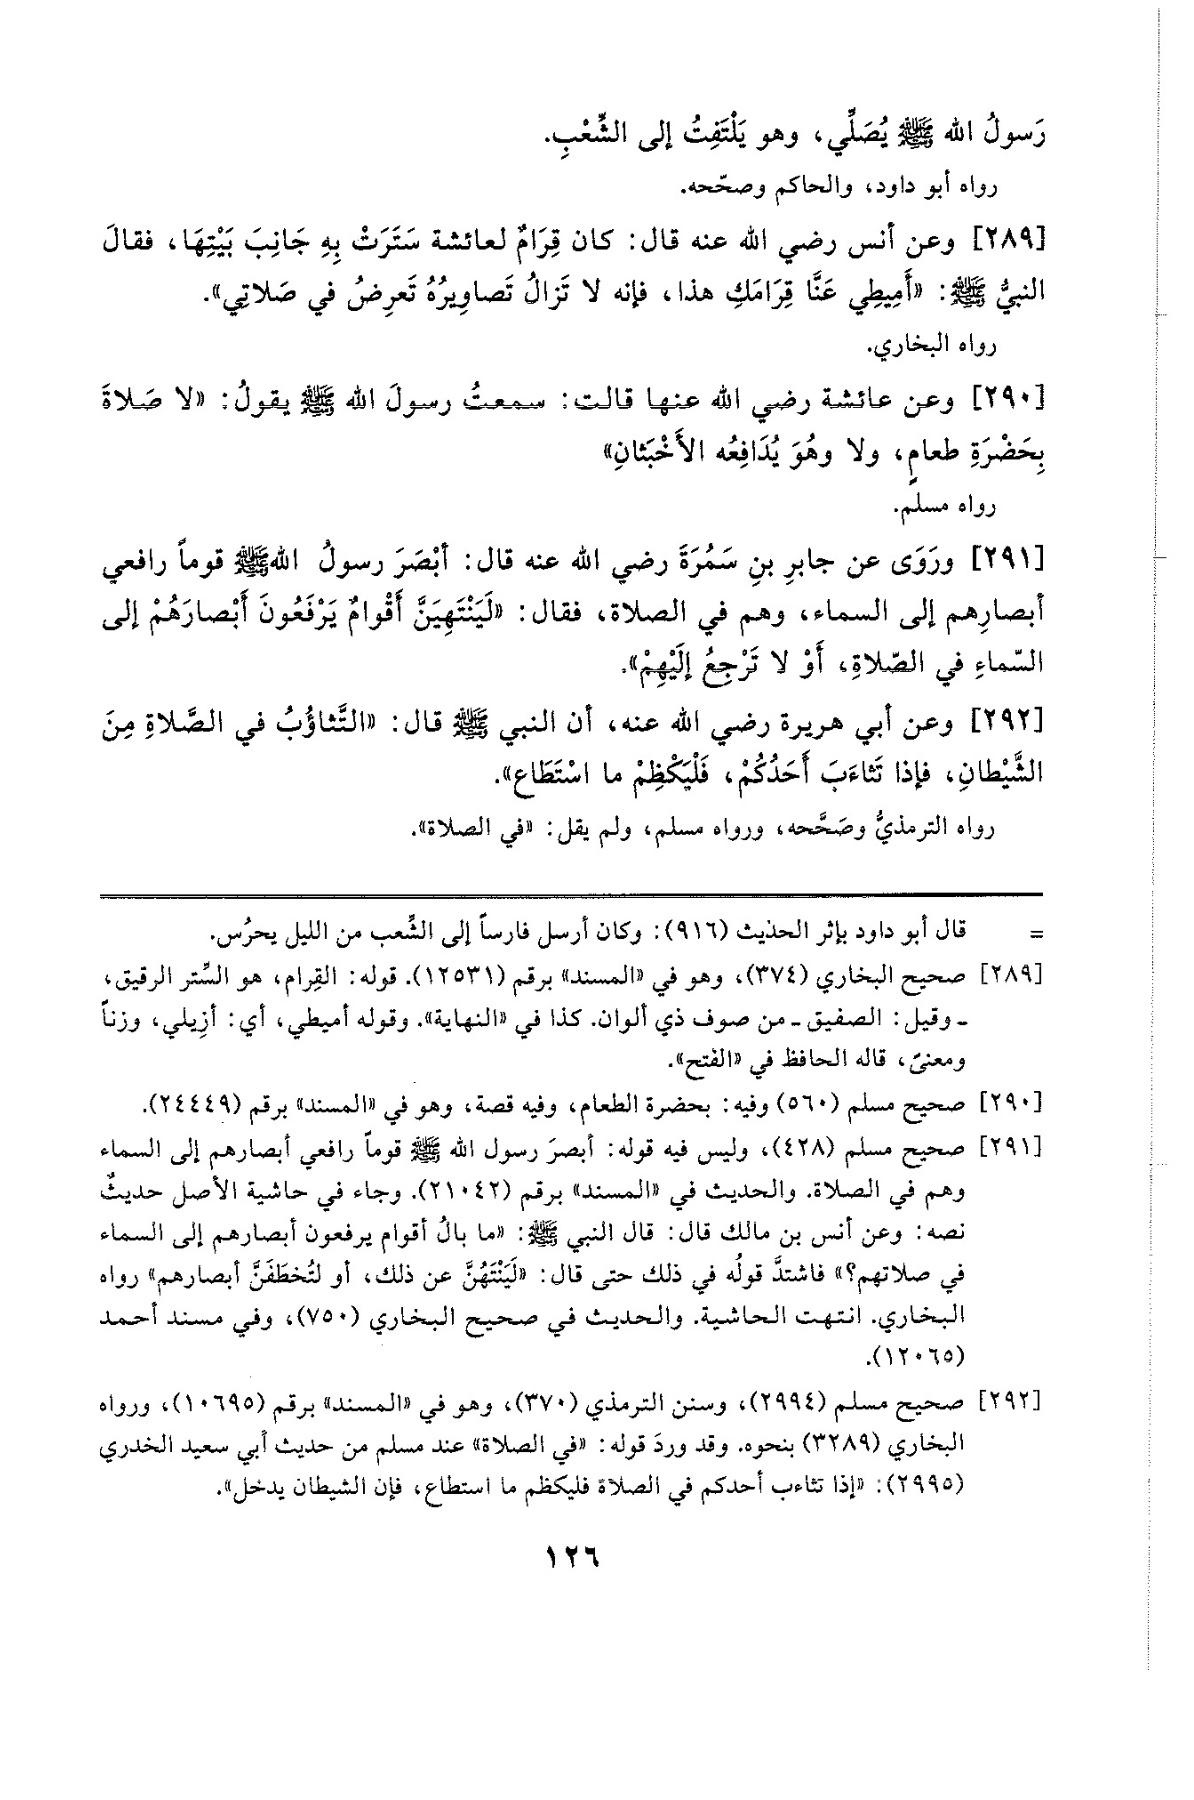 رَسولُ الله ﷺ يُصَلِّي، وهو يَلْتَفِتُ إلى الشِّعْبِ.
رواه أبو داود، والحاكم وصحّحه.
[٢٨٩] وعن أنس رضي الله عنه قال: كان قِرَامٌ لعائشة سَتَرَتْ بِهِ جَانِبَ بَيْتِهَا، فقالَ
النبيُّ ﷺ: «أَمِيطِي عَنَّا قِرَامَكِ هذا، فإنه لا تَزالُ تَصاوِيرُهُ تَعرِضُ في صَلاتِي».
رواه البخاري.
[٢٩٠] وعن عائشة رضي الله عنها قالت: سمعتُ رسولَ الله ﷺ يقولُ: «لا صَلاةَ
بِحَضْرَةِ طعامٍ، ولا وهُوَ يُدَافِعُه الأَخْبَثانِ»
رواه مسلم.
[٢٩١] ورَوَى عن جابرِ بنِ سَمُرَةَ رضي الله عنه قال: أبْصَرَ رسولُ اللهﷺ قوماً رافعي
أبصارِهم إلى السماء، وهم في الصلاة، فقال: «لَيَنْتَهِيَنَّ أَقْوامٌ يَرْفَعُونَ أَبْصارَهُمْ إلى
السّماءِ في الصّلاةِ، أَوْ لا تَرْجِعُ إلَيْهِمْ».
[٢٩٢] وعن أبي هريرة رضي الله عنه، أن النبي ﷺ قال: «التَّثاؤُبُ في الصَّلاةِ مِنَ
الشَّيْطانِ، فإذا تَثاءَبَ أَحَدُكُمْ، فَلْيَكْظِمْ ما اسْتَطَاع».
رواه الترمذيُّ وصَحَّحه، ورواه مسلم، ولم يقل: «في الصلاة».
= قال أبو داود بإثر الحديث (٩١٦): وكان أرسل فارساً إلى الشِّعب من الليل يحرُس.
[٢٨٩] صحيح البخاري (٣٧٤)، وهو في «المسند» برقم (١٢٥٣١). قوله: القِرام، هو السِّتر الرقيق،
ـ وقيل: الصفيق ـ من صوف ذي ألوان. كذا في «النهاية». وقوله أميطي، أي: أزِيلي، وزناً
ومعنىً، قاله الحافظ في «الفتح».
[٢٩٠] صحيح مسلم (٥٦٠) وفيه: بحضرة الطعام، وفيه قصة، وهو في «المسند» برقم (٢٤٤٤٩).
[٢٩١] صحيح مسلم (٤٢٨)، وليس فيه قوله: أبصرَ رسول الله ﷺ قوماً رافعي أبصارهم إلى السماء
وهم في الصلاة. والحديث في «المسند» برقم (٢١٠٤٢). وجاء في حاشية الأصل حديثٌ
نصه: وعن أنس بن مالك قال: قال النبي ﷺ: «ما بالُ أقوام يرفعون أبصارهم إلى السماء
في صلاتهم؟» فاشتدَّ قولُه في ذلك حتى قال: «لَيَنْتَهُنَّ عن ذلك، أو لتُخطَفَنَّ أبصارهم» رواه
البخاري. انتهت الحاشية. والحديث في صحيح البخاري (٧٥٠)، وفي مسند أحمد
(١٢٠٦٥).
[٢٩٢] صحيح مسلم (٢٩٩٤)، وسنن الترمذي (٣٧٠)، وهو في «المسند» برقم (١٠٦٩٥)، ورواه
البخاري (٣٢٨٩) بنحوه. وقد وردَ قوله: «في الصلاة» عند مسلم من حديث أبي سعيد الخدري
(٢٩٩٥): «إذا تثاءب أحدكم في الصلاة فليكظم ما استطاع، فإن الشيطان يدخل».
١٢٦